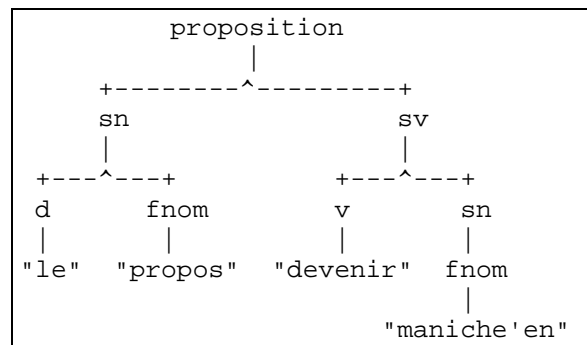 proposition
|
+--------^---------+
sn sv
| |
+---^---+ +---^---+
d fnom v sn
| | | |
"le" "propos" "devenir" fnom
|
"maniche'en"